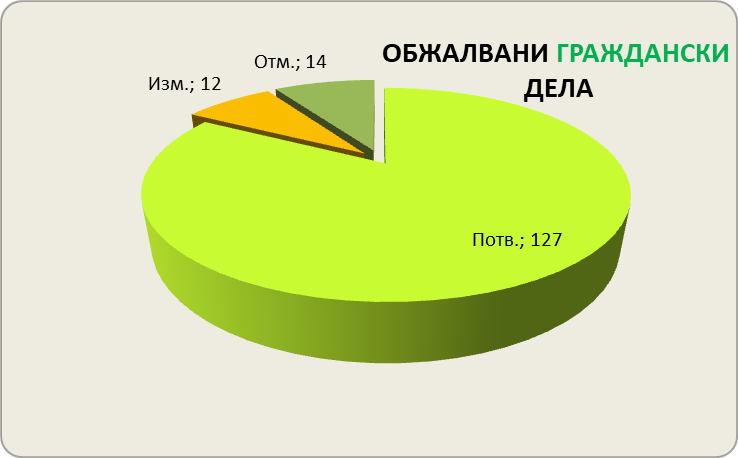 ОБЖАЛВАНИ ГРАЖДАНСКИ
ДЕЛА
Отм.; 14
Изм.; 12
Потв.; 127